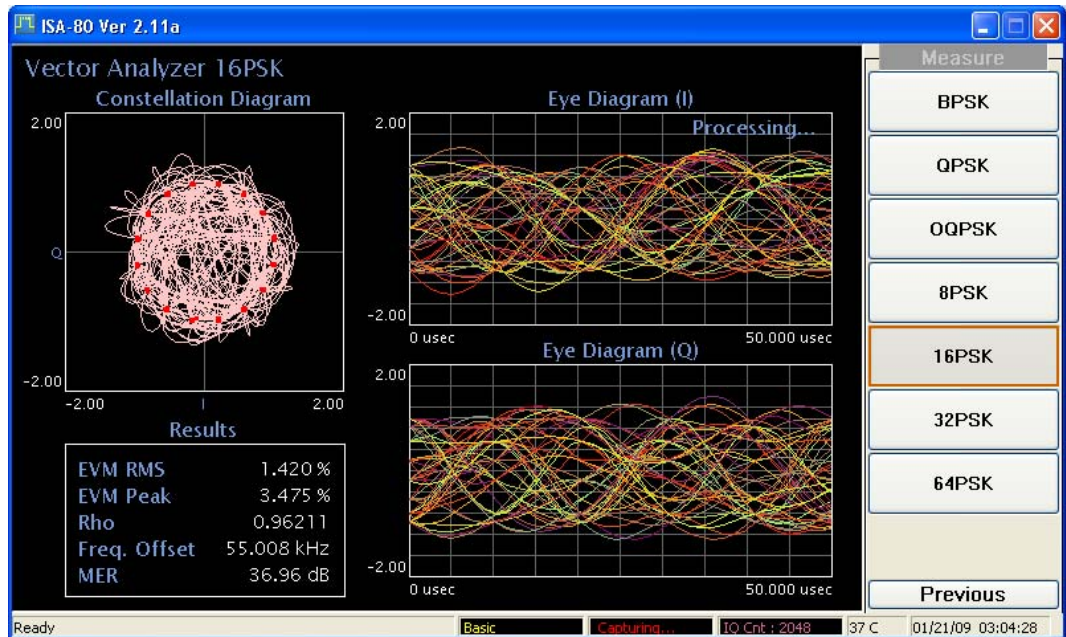 ISA-80 Ver 2.11a
Vector Analyzer 16PSK
Constellation Diagram
2.00
Q
-2.00
-2.00
I
2.00
Eye Diagram (I)
Processing...
2.00
-2.00
0 usec
50.000 usec
Eye Diagram (Q)
2.00
-2.00
0 usec
50.000 usec
Results
EVM RMS 1.420 %
EVM Peak 3.475 %
Rho 0.96211
Freq. Offset 55.008 kHz
MER 36.96 dB
Measure
BPSK
QPSK
OQPSK
8PSK
16PSK
32PSK
64PSK
Previous
Ready
Basic
Capturing...
IQ Cnt : 2048
37 C
01/21/09 03:04:28